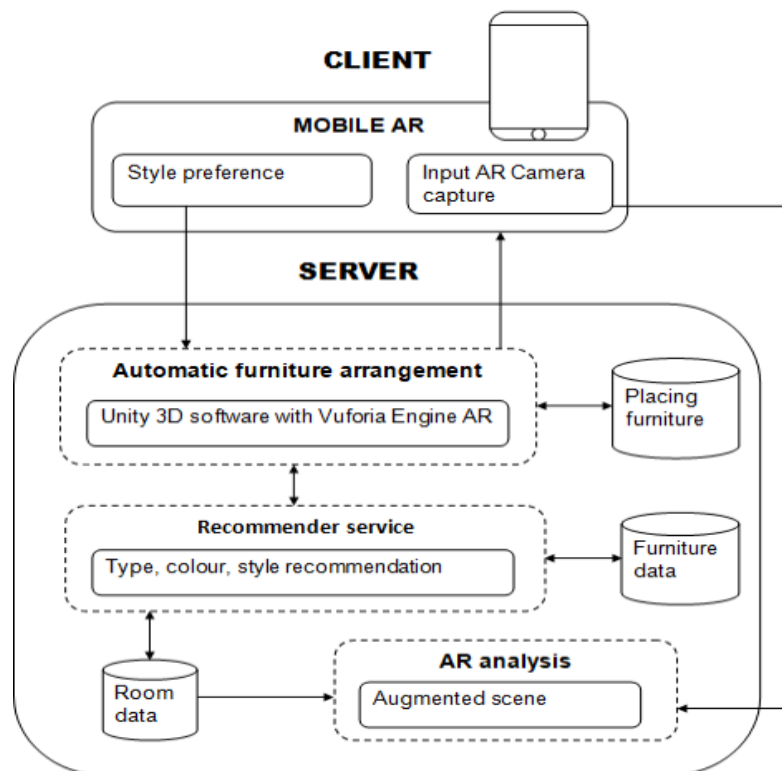 CLIENT
MOBILE AR
Style preference
Input AR Camera
capture
SERVER
Automatic furniture arrangement
Unity 3D software with Vuforia Engine AR
Placing
furniture
Recommender service
Type, colour, style recommendation
Furniture
data
Room
data
AR analysis
Augmented scene